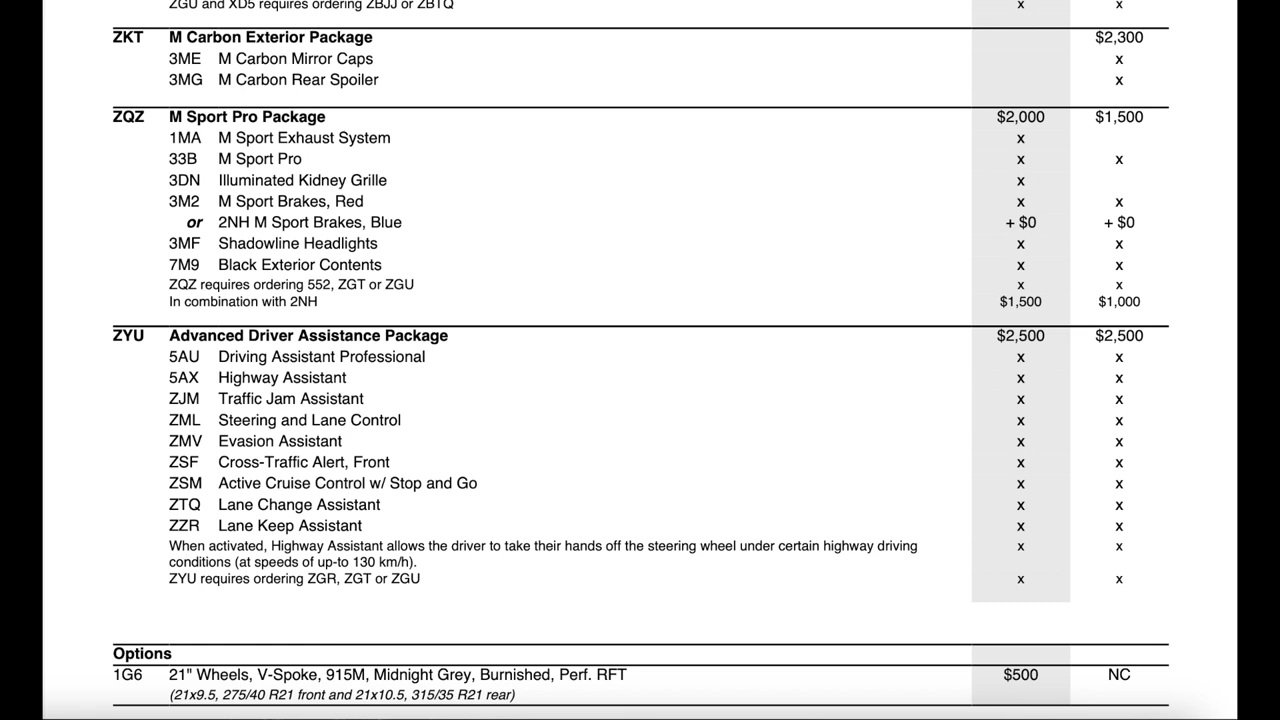 ZGU and XD5 requires ordering ZBJJ or ZBTQ x x
ZKT M Carbon Exterior Package $2,300
3ME M Carbon Mirror Caps x
3MG M Carbon Rear Spoiler x
ZQZ M Sport Pro Package $2,000 $1,500
1MA M Sport Exhaust System x
33B M Sport Pro x x
3DN Illuminated Kidney Grille x
3M2 M Sport Brakes, Red x x
or 2NH M Sport Brakes, Blue + $0 + $0
3MF Shadowline Headlights x x
7M9 Black Exterior Contents x x
ZQZ requires ordering 552, ZGT or ZGU x x
In combination with 2NH $1,500 $1,000
ZYU Advanced Driver Assistance Package $2,500 $2,500
5AU Driving Assistant Professional x x
5AX Highway Assistant x x
ZJM Traffic Jam Assistant x x
ZML Steering and Lane Control x x
ZMV Evasion Assistant x x
ZSF Cross-Traffic Alert, Front x x
ZSM Active Cruise Control w/ Stop and Go x x
ZTQ Lane Change Assistant x x
ZZR Lane Keep Assistant x x
When activated, Highway Assistant allows the driver to take their hands off the steering wheel under certain highway driving x x
conditions (at speeds of up-to 130 km/h).
ZYU requires ordering ZGR, ZGT or ZGU x x
Options
1G6 21" Wheels, V-Spoke, 915M, Midnight Grey, Burnished, Perf. RFT $500 NC
(21x9.5, 275/40 R21 front and 21x10.5, 315/35 R21 rear)